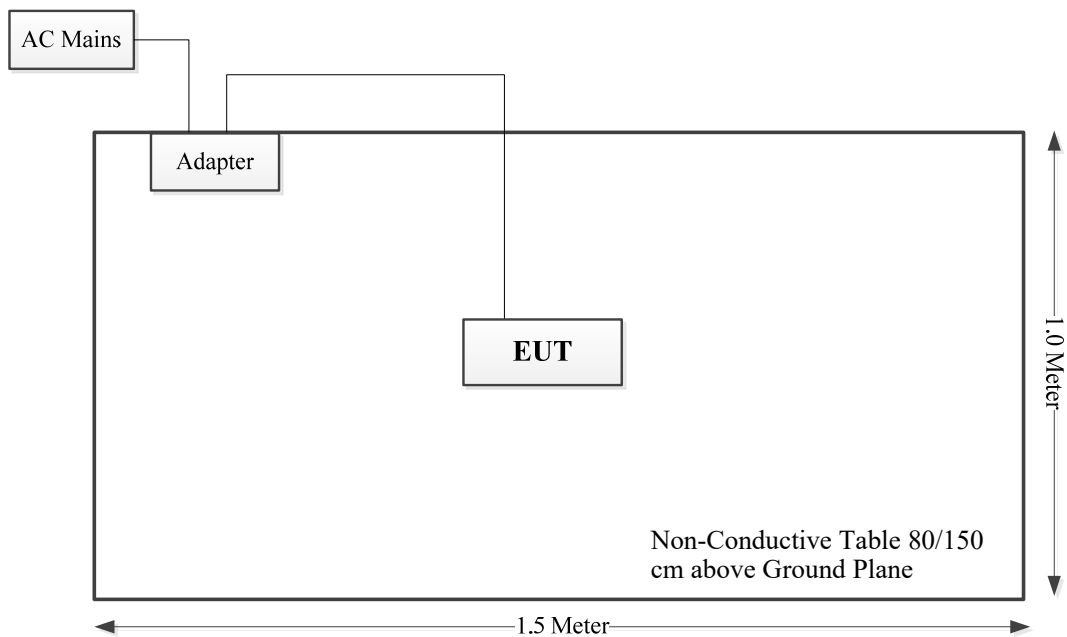 AC Mains
Adapter
EUT
1.0 Meter
Non-Conductive Table 80/150
cm above Ground Plane
1.5 Meter